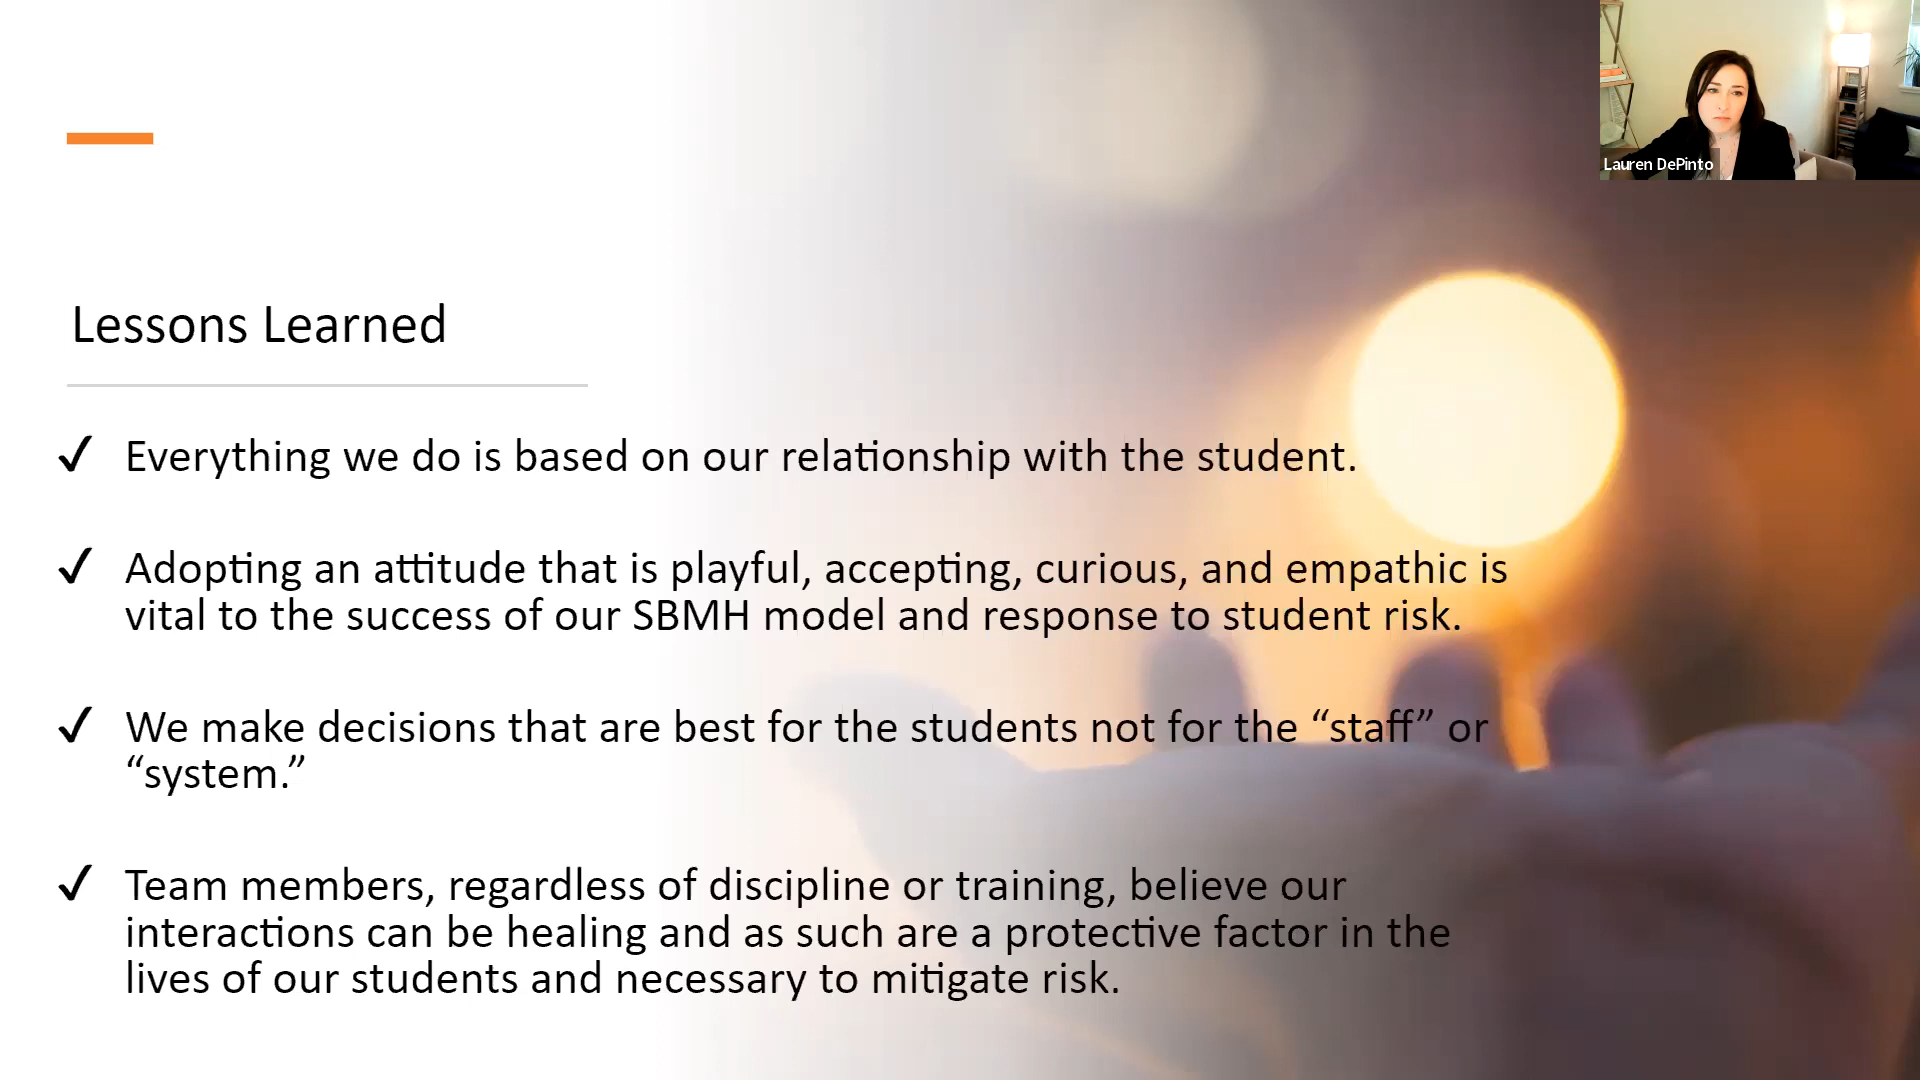 Lauren DePinto
Lessons Learned
✓ Everything we do is based on our relationship with the student.
✓ Adopting an attitude that is playful, accepting, curious, and empathic is
vital to the success of our SBMH model and response to student risk.
✓ We make decisions that are best for the students not for the “staff” or
“system.”
✓ Team members, regardless of discipline or training, believe our
interactions can be healing and as such are a protective factor in the
lives of our students and necessary to mitigate risk.